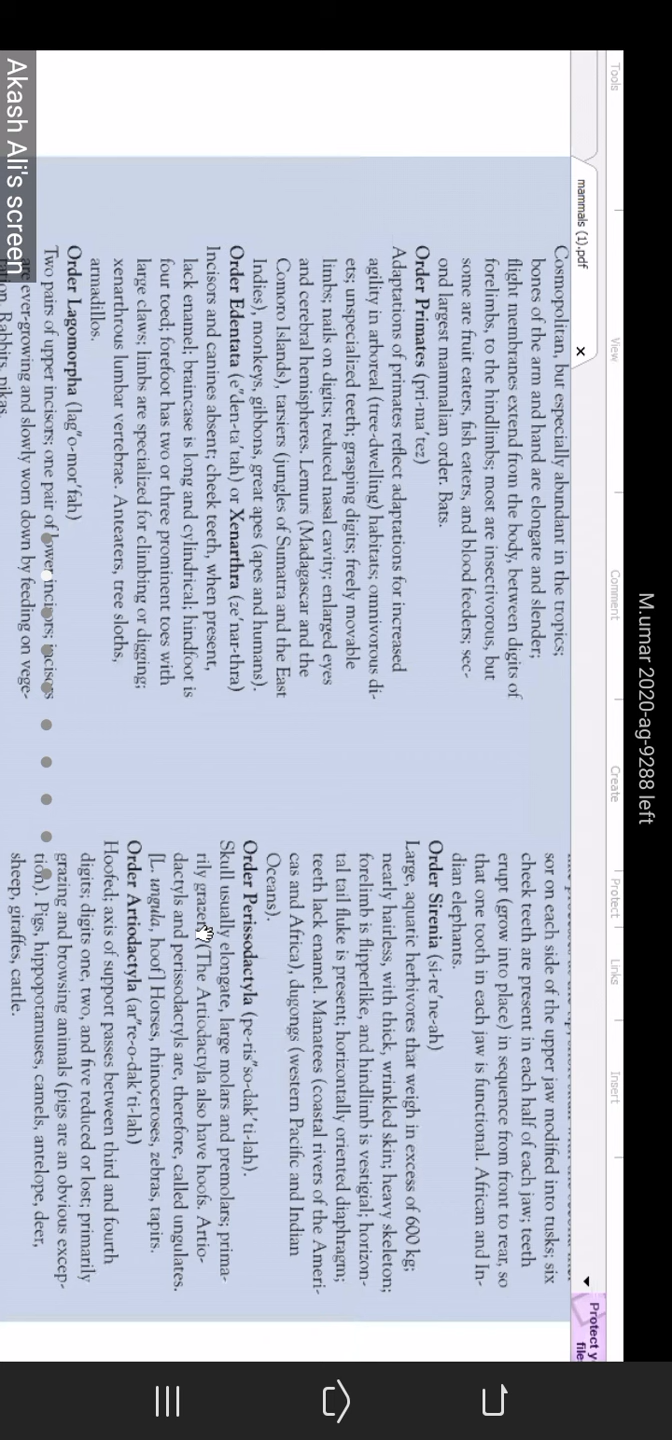 Tools
View
Comment
Create
Protect
Links
Insert
mammals (1).pdf
Protect y
file
Cosmopolitan, but especially abundant in the tropics;
bones of the arm and hand are elongate and slender;
flight membranes extend from the body, between digits of
forelimbs, to the hindlimbs; most are insectivorous, but
some are fruit eaters, fish eaters, and blood feeders; sec-
ond largest mammalian order. Bats.
Order Primates (pri-ma′tez)
Adaptations of primates reflect adaptations for increased
agility in arboreal (tree-dwelling) habitats; omnivorous di-
ets; unspecialized teeth; grasping digits; freely movable
limbs; nails on digits; reduced nasal cavity; enlarged eyes
and cerebral hemispheres. Lemurs (Madagascar and the
Comoro Islands), tarsiers (jungles of Sumatra and the East
Indies), monkeys, gibbons, great apes (apes and humans).
Order Edentata (e″den-ta′tah) or Xenarthra (ze′nar-thra)
Incisors and canines absent; cheek teeth, when present,
lack enamel; braincase is long and cylindrical; hindfoot is
four toed; forefoot has two or three prominent toes with
large claws; limbs are specialized for climbing or digging;
xenarthrous lumbar vertebrae. Anteaters, tree sloths,
armadillos.
Order Lagomorpha (lag″o-mor′fah)
Two pairs of upper incisors; one pair of lower incisors; incisors
are ever-growing and slowly worn down by feeding on vege-
Rabbits, pikas.
sor on each side of the upper jaw modified into tusks; six
cheek teeth are present in each half of each jaw; teeth
erupt (grow into place) in sequence from front to rear, so
that one tooth in each jaw is functional. African and In-
dian elephants.
Order Sirenia (si-re′ne-ah)
Large, aquatic herbivores that weigh in excess of 600 kg;
nearly hairless, with thick, wrinkled skin; heavy skeleton;
forelimb is flipperlike, and hindlimb is vestigial; horizon-
tal tail fluke is present; horizontally oriented diaphragm;
teeth lack enamel. Manatees (coastal rivers of the Ameri-
cas and Africa), dugongs (western Pacific and Indian
Oceans).
Order Perissodactyla (pe-ris″so-dak′ti-lah).
Skull usually elongate, large molars and premolars; prima-
rily grazers. (The Artiodactyla also have hoofs. Artio-
dactyls and perissodactyls are, therefore, called ungulates.
[L. ungula, hoof] Horses, rhinoceroses, zebras, tapirs.
Order Artiodactyla (ar″re-o-dak′ti-lah)
Hoofed; axis of support passes between third and fourth
digits; digits one, two, and five reduced or lost; primarily
grazing and browsing animals (pigs are an obvious excep-
tion). Pigs, hippopotamuses, camels, antelope, deer,
sheep, giraffes, cattle.
Akash Ali's screen
M.umar 2020-ag-9288 left